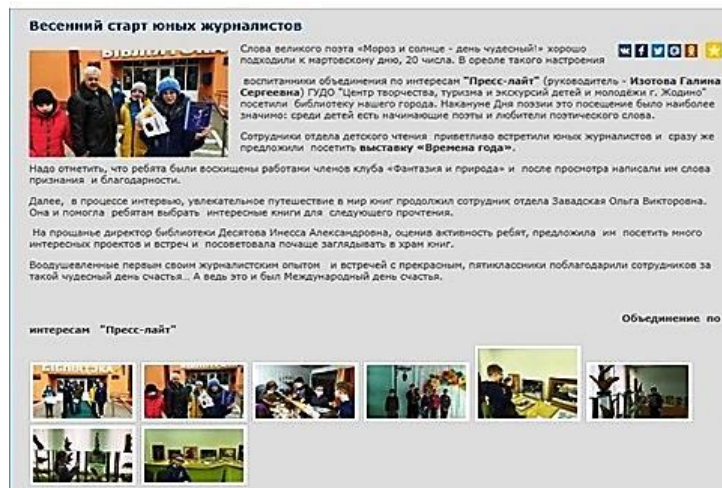 Весенний старт юных журналистов
Слова великого поэта «Мороз и солнце - день чудесный!» хорошо
подходили к мартовскому дню, 20 числа. В ореоле такого настроения
воспитанники объединения по интересам "Пресс-лайт" (руководитель - Изотова Галина
Сергеевна) ГУДО "Центр творчества, туризма и экскурсий детей и молодёжи г. Жодино"
посетили библиотеку нашего города. Накануне Дня поэзии это посещение было наиболее
значимо: среди детей есть начинающие поэты и любители поэтического слова.
Сотрудники отдела детского чтения приветливо встретили юных журналистов и сразу же
предложили посетить выставку «Времена года».
Надо отметить, что ребята были восхищены работами членов клуба «Фантазия и природа» и после просмотра написали им слова
признания и благодарности.
Далее, в процессе интервью, увлекательное путешествие в мир книг продолжил сотрудник отдела Завадская Ольга Викторовна.
Она и помогла ребятам выбрать интересные книги для следующего прочтения.
На прощанье директор библиотеки Десятова Инесса Александровна, оценив активность ребят, предложила им посетить много
интересных проектов и встреч и посоветовала почаще заглядывать в храм книг.
Воодушевленные первым своим журналистским опытом и встречей с прекрасным, пятиклассники поблагодарили сотрудников за
такой чудесный день счастья... А ведь это и был Международный день счастья.
Объединение по
интересам "Пресс-лайт"